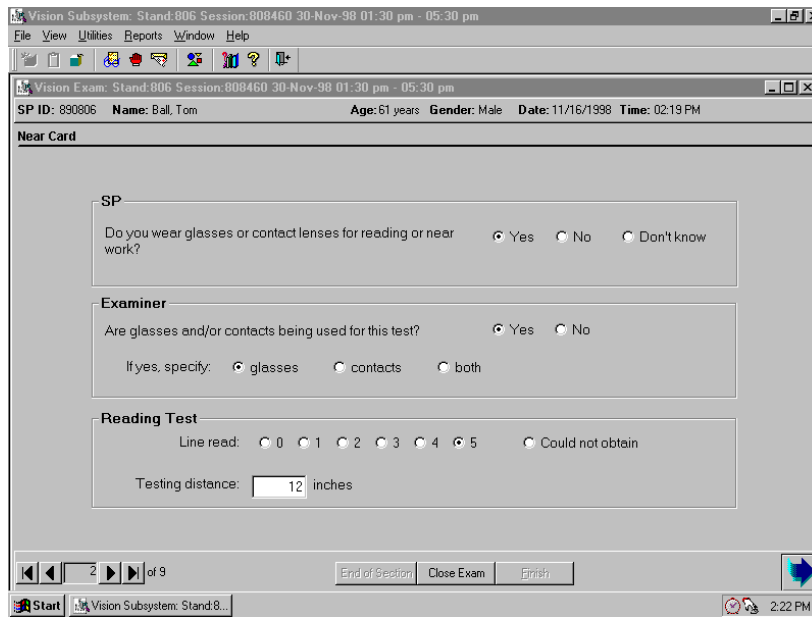 Vision Subsystem: Stand:806 Session:808460 30-Nov-98 01:30 pm - 05:30 pm
File View Utilities Reports Window Help
Vision Exam: Stand:806 Session:808460 30-Nov-98 01:30 pm - 05:30 pm
SP ID: 890806 Name: Ball, Tom Age: 61 years Gender: Male Date: 11/16/1998 Time: 02:19 PM
Near Card
SP
Do you wear glasses or contact lenses for reading or near
work?
Yes No Don't know
Examiner
Are glasses and/or contacts being used for this test? Yes No
If yes, specify: glasses contacts both
Reading Test
Line read: 0 1 2 3 4 5 Could not obtain
Testing distance: 12 inches
2 of 9 End of Section Close Exam Finish
Start Vision Subsystem: Stand:8... 2:22 PM